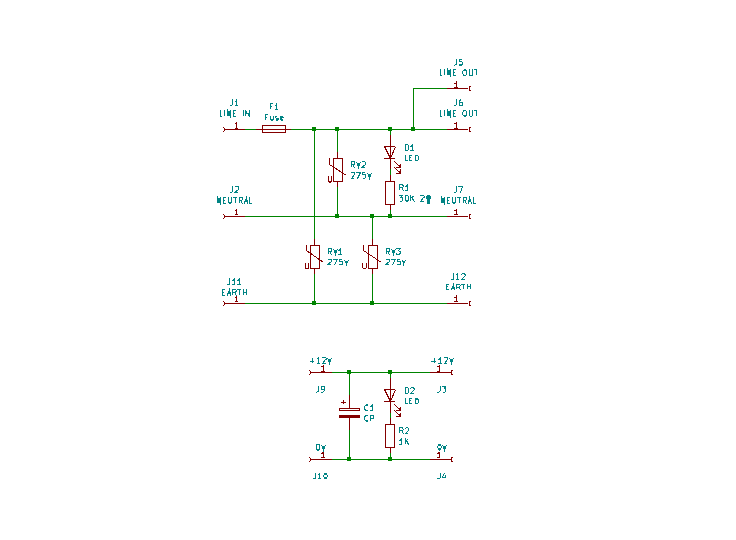 J5
LINE OUT
1
J1
LINE IN
1
F1
Fuse
J6
LINE OUT
1
D1
LED
RV2
275V
U
R1
30K 2W
J2
NEUTRAL
1
J7
NEUTRAL
1
RV1
275V
U
RV3
275V
U
J11
EARTH
1
J12
EARTH
1
+12V
1
J9
+12V
1
J3
D2
LED
+
C1
CP
R2
1K
0V
1
J10
0V
1
J4